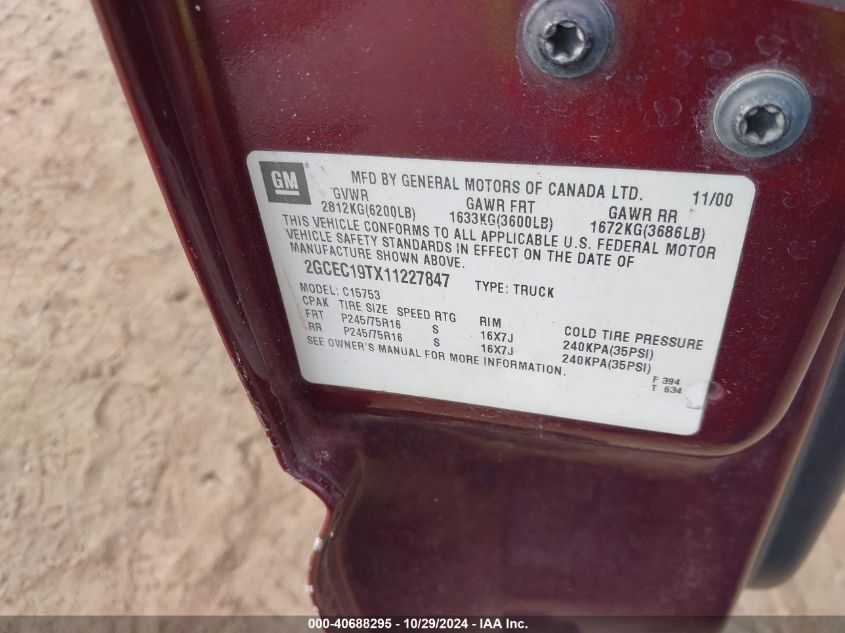 GM ® MFD BY GENERAL MOTORS OF CANADA LTD. 11/00
GVWR GAWR FRT GAWR RR
2812KG(6200LB) 1633KG(3600LB) 1672KG(3686LB)
THIS VEHICLE CONFORMS TO ALL APPLICABLE U.S. FEDERAL MOTOR
VEHICLE SAFETY STANDARDS IN EFFECT ON THE DATE OF
MANUFACTURE SHOWN ABOVE.
2GCEC19TX11227847 TYPE: TRUCK
MODEL: C15753
CPAK TIRE SIZE SPEED RTG RIM COLD TIRE PRESSURE
FRT P245/75R16 S 16X7J 240KPA(35PSI)
RR P245/75R16 S 16X7J 240KPA(35PSI)
SEE OWNER'S MANUAL FOR MORE INFORMATION.
F 394
T 634
000-40688295 - 10/29/2024 - IAA Inc.